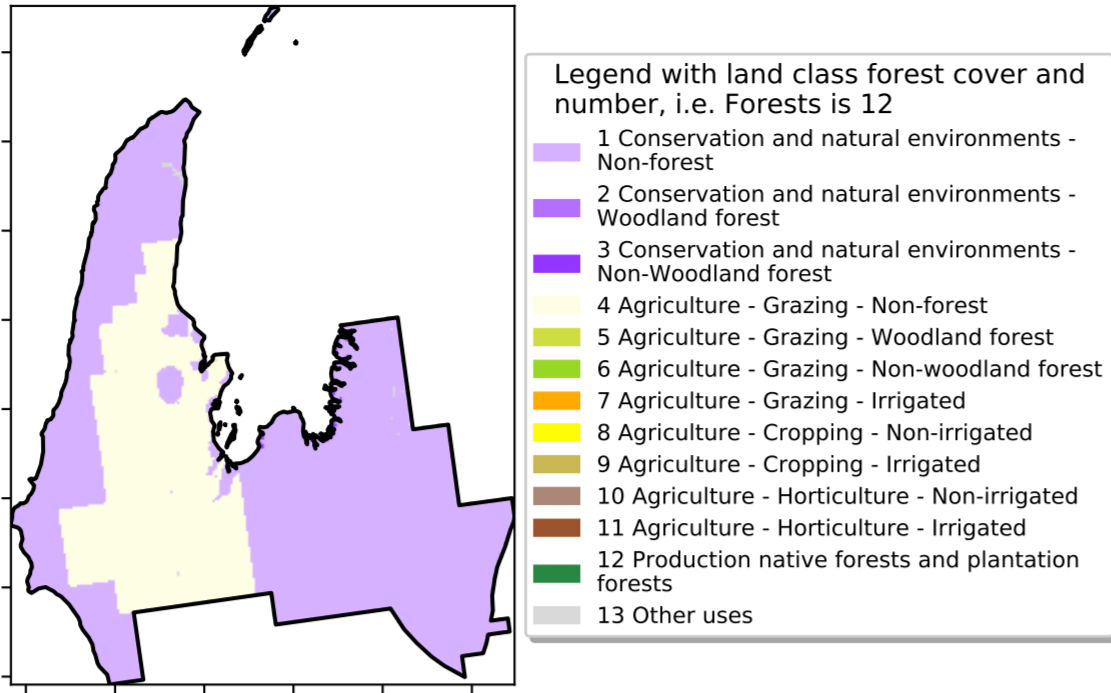 Legend with land class forest cover and
number, i.e. Forests is 12
1 Conservation and natural environments -
Non-forest
2 Conservation and natural environments -
Woodland forest
3 Conservation and natural environments -
Non-Woodland forest
4 Agriculture - Grazing - Non-forest
5 Agriculture - Grazing - Woodland forest
6 Agriculture - Grazing - Non-woodland forest
7 Agriculture - Grazing - Irrigated
8 Agriculture - Cropping - Non-irrigated
9 Agriculture - Cropping - Irrigated
10 Agriculture - Horticulture - Non-irrigated
11 Agriculture - Horticulture - Irrigated
12 Production native forests and plantation
forests
13 Other uses